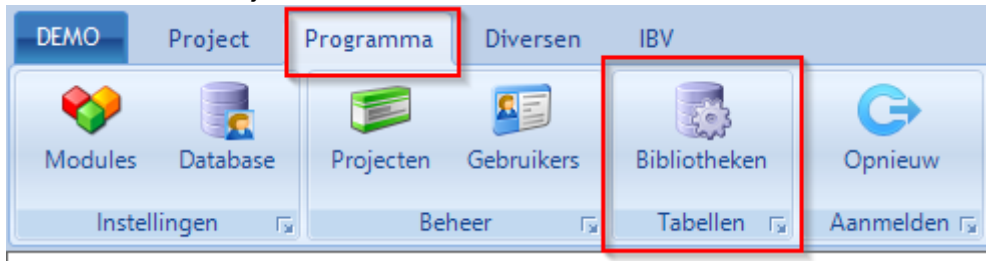 DEMO Project Programma Diversen IBV
Modules Database Projecten Gebruikers Bibliotheken Opnieuw
Instellingen Beheer Tabellen Aanmelden